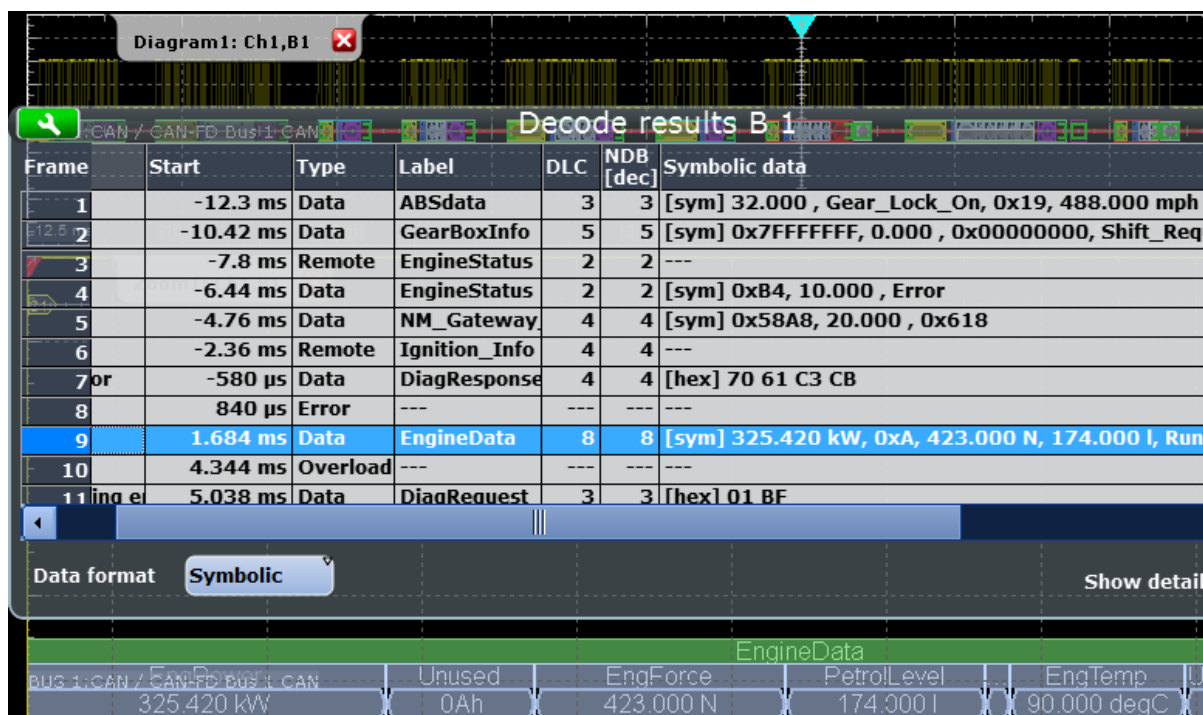 Diagram1: Ch1,B1
Decode results B 1
Frame Start Type Label DLC NDB [dec] Symbolic data
1 -12.3 ms Data ABSdata 3 3 [sym] 32.000 , Gear_Lock_On, 0x19, 488.000 mph
2 -10.42 ms Data GearBoxInfo 5 5 [sym] 0x7FFFFFFF, 0.000 , 0x00000000, Shift_Req
3 -7.8 ms Remote EngineStatus 2 2 ---
4 -6.44 ms Data EngineStatus 2 2 [sym] 0xB4, 10.000 , Error
5 -4.76 ms Data NM_Gateway_ 4 4 [sym] 0x58A8, 20.000 , 0x618
6 -2.36 ms Remote Ignition_Info 4 4 ---
7 or -580 µs Data DiagResponse 4 4 [hex] 70 61 C3 CB
8 840 µs Error --- --- --- ---
9 1.684 ms Data EngineData 8 8 [sym] 325.420 kW, 0xA, 423.000 N, 174.000 l, Run
10 4.344 ms Overload --- --- --- ---
11 ing er 5.038 ms Data DiagRequest 3 3 [hex] 01 BF
Data format Symbolic
Show detail
EngineData
BUS 1:CAN / CAN-FD Bus 1 CAN
EngPower Unused EngForce PetrolLevel ... EngTemp U
325.420 kW 0Ah 423.000 N 174.000 l 90.000 degC